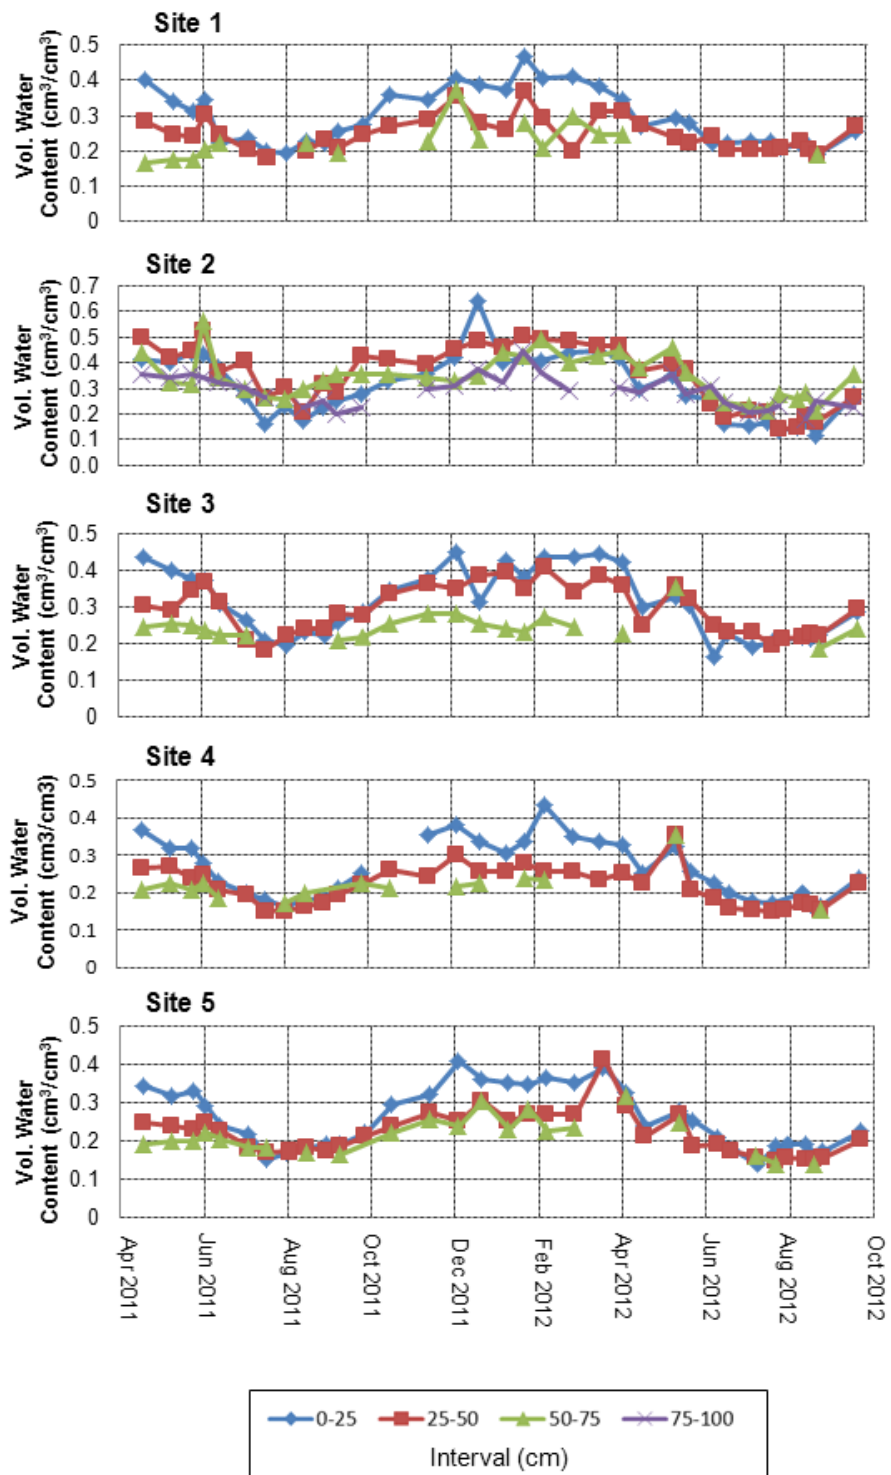 Site 1
Vol. Water
Content (cm³/cm³)
0.5
0.4
0.3
0.2
0.1
0
Site 2
Vol. Water
Content (cm³/cm³)
0.7
0.6
0.5
0.4
0.3
0.2
0.1
0.0
Site 3
Vol. Water
Content (cm³/cm³)
0.5
0.4
0.3
0.2
0.1
0
Site 4
Vol. Water
Content (cm3/cm3)
0.5
0.4
0.3
0.2
0.1
0
Site 5
Vol. Water
Content (cm³/cm³)
0.5
0.4
0.3
0.2
0.1
0
Apr 2011
Jun 2011
Aug 2011
Oct 2011
Dec 2011
Feb 2012
Apr 2012
Jun 2012
Aug 2012
Oct 2012
0-25 25-50 50-75 75-100
Interval (cm)